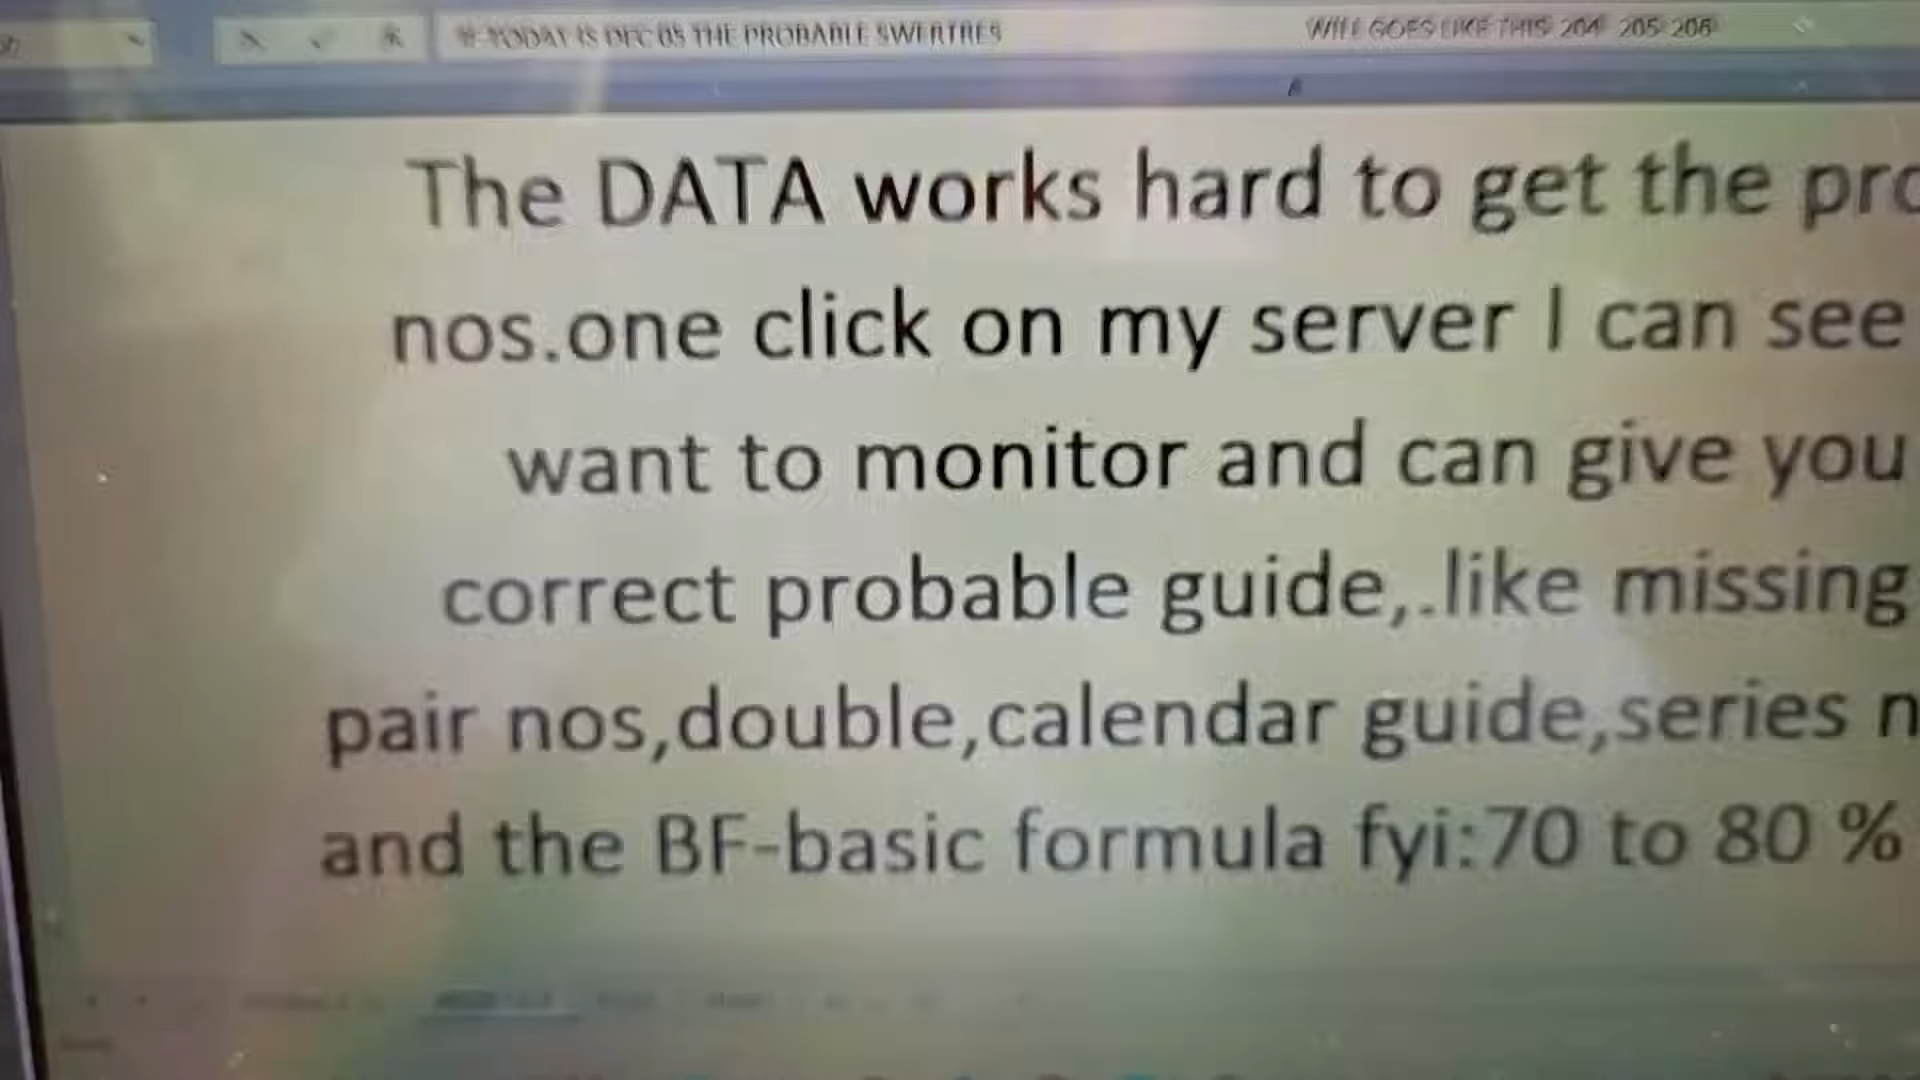 TODAY IS DEC 05 THE PROBABLE SWERTRES WILL GOES LIKE THIS 204 205 206
The DATA works hard to get the pro
nos.one click on my server I can see
want to monitor and can give you
correct probable guide,.like missing
pair nos,double,calendar guide,series n
and the BF-basic formula fyi:70 to 80 %